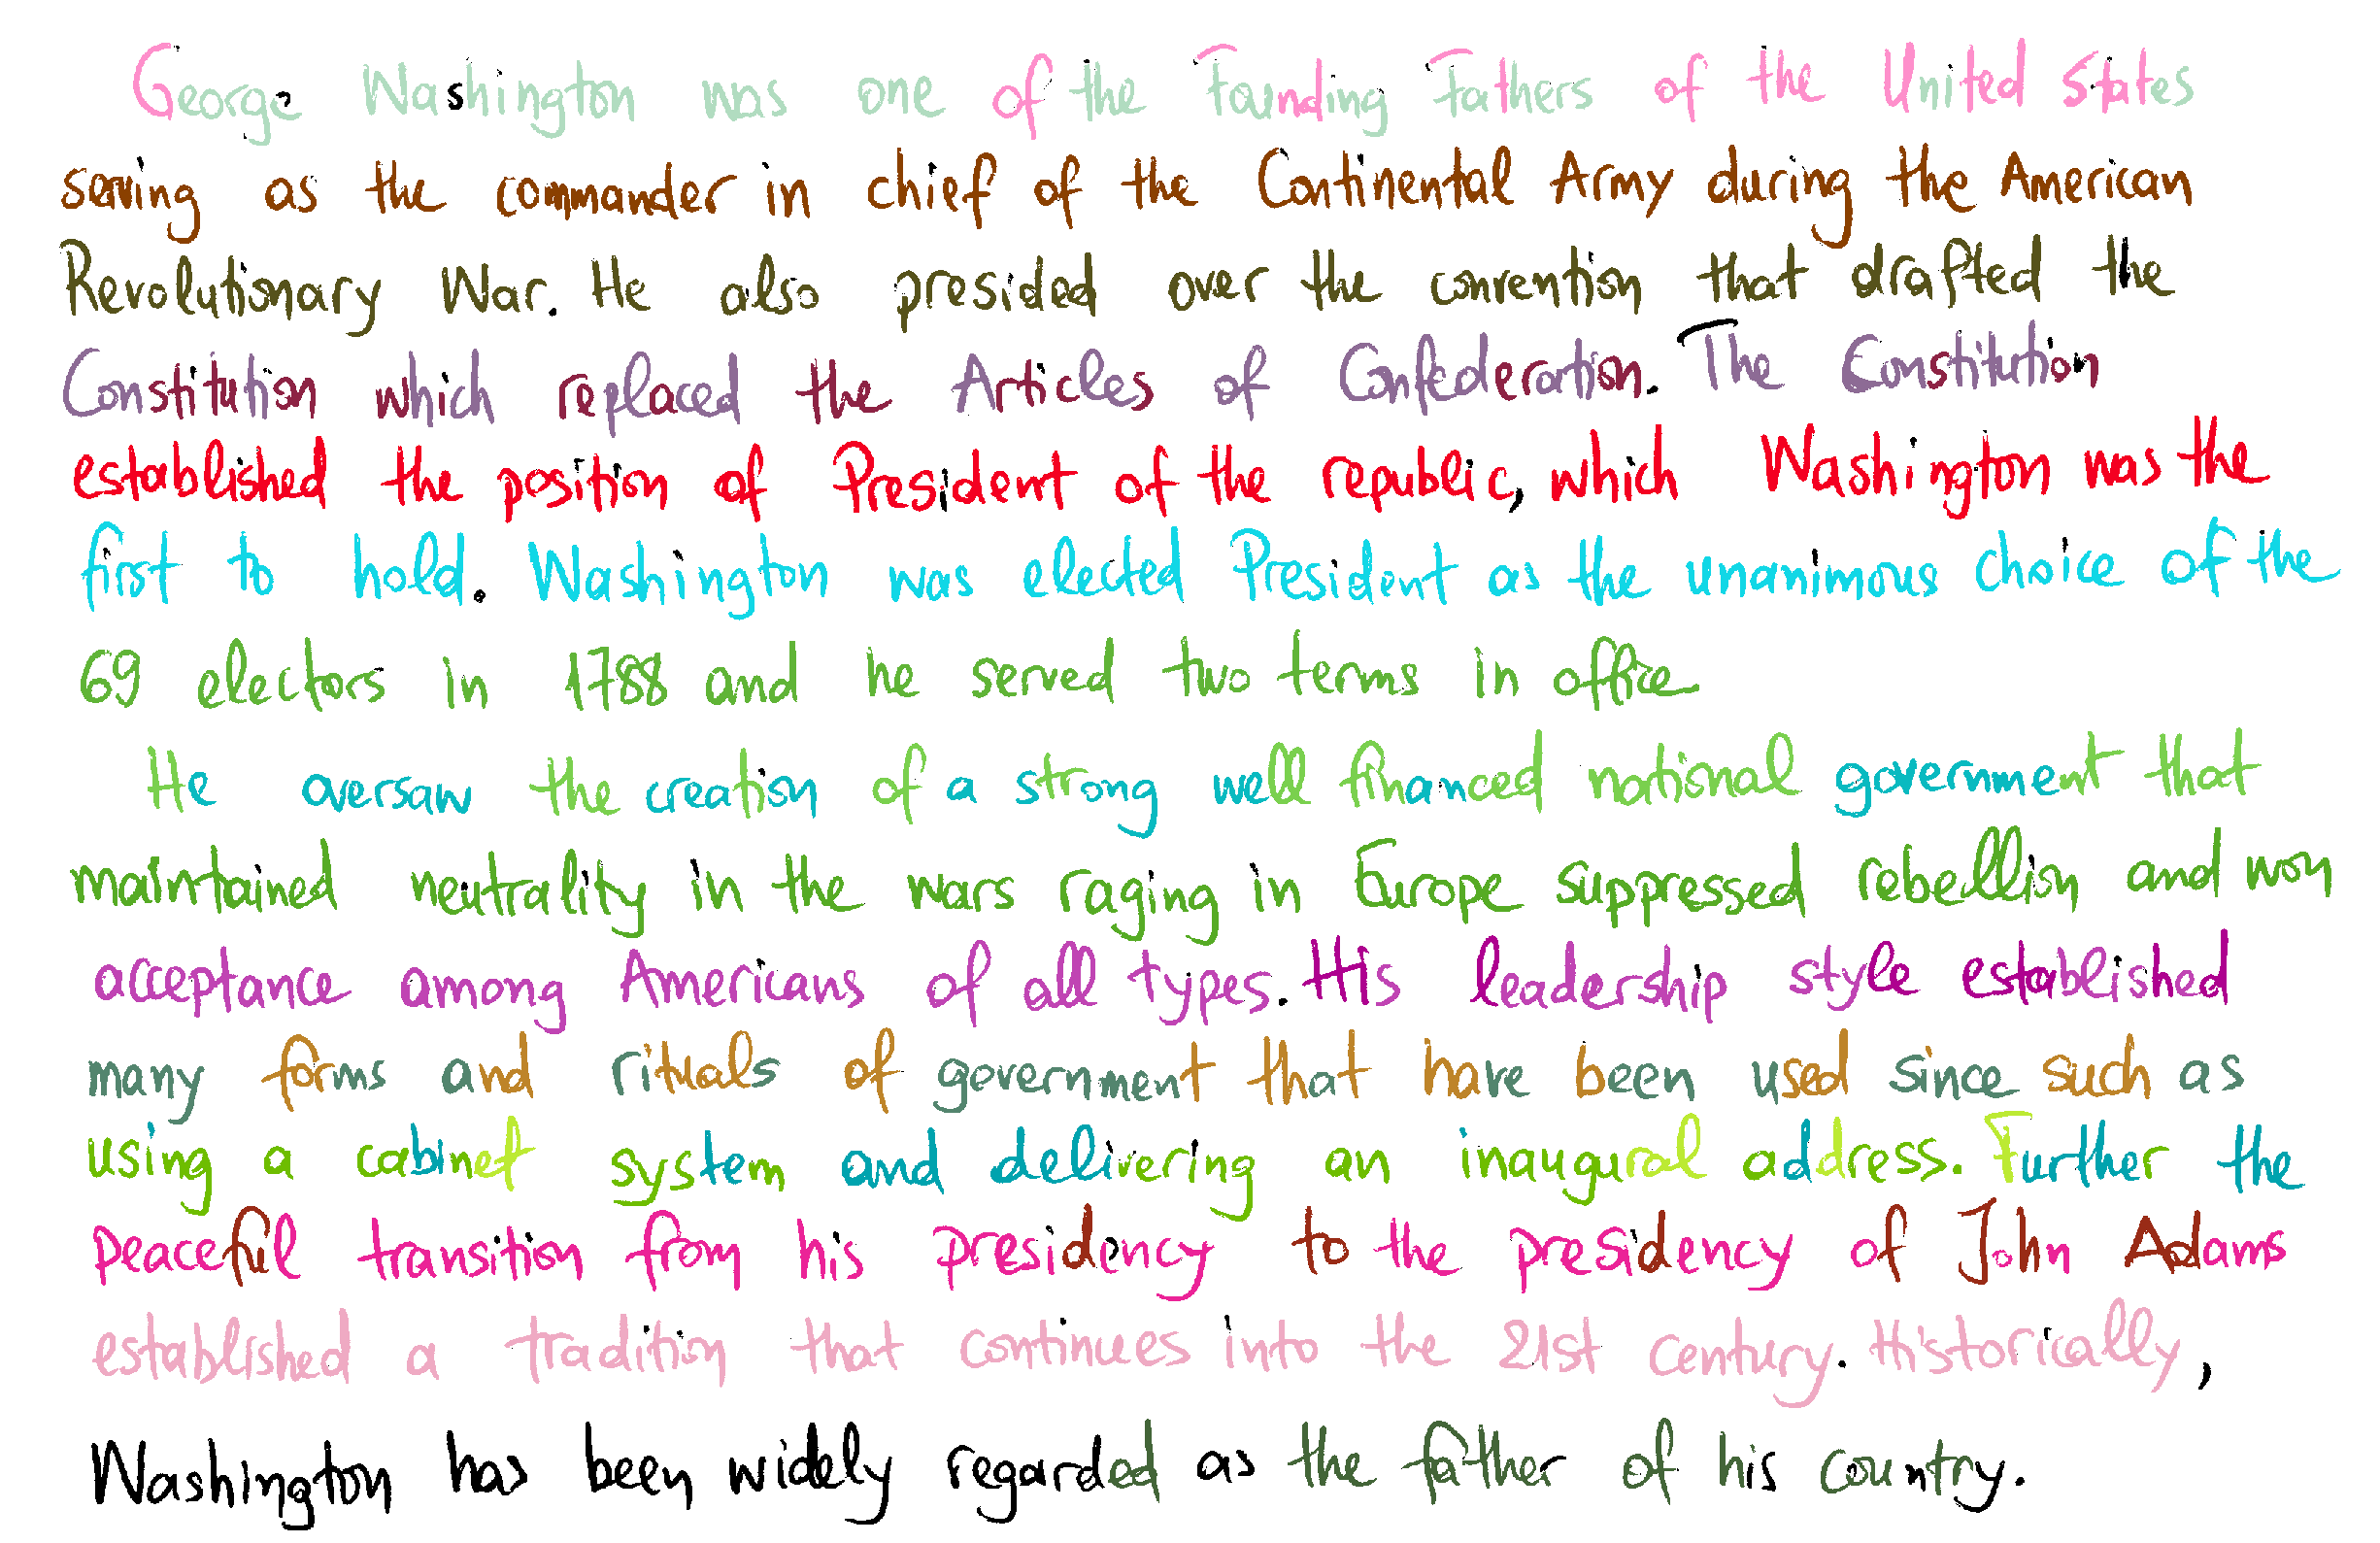 George Washington was one of the Founding Fathers of the United States
serving as the commander in chief of the Continental Army during the American
Revolutionary War. He also presided over the convention that drafted the
Constitution which replaced the Articles of Confederation. The Constitution
established the position of President of the republic, which Washington was the
first to hold. Washington was elected President as the unanimous choice of the
69 electors in 1788 and he served two terms in office
He oversaw the creation of a strong well financed national government that
maintained neutrality in the wars raging in Europe suppressed rebellion and won
acceptance among Americans of all types. His leadership style established
many forms and rituals of government that have been used since such as
using a cabinet system and delivering an inaugural address. Further the
peaceful transition from his presidency to the presidency of John Adams
established a tradition that continues into the 21st century. Historically,
Washington has been widely regarded as the father of his country.